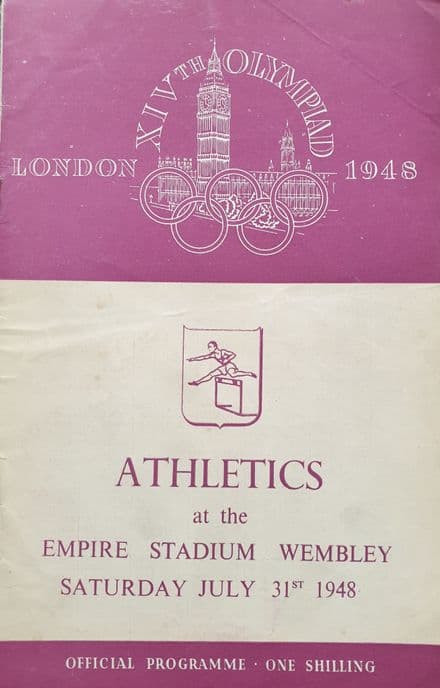 XIVTH OLYMPIAD
LONDON 1948
ATHLETICS
at the
EMPIRE STADIUM WEMBLEY
SATURDAY JULY 31ST 1948
OFFICIAL PROGRAMME · ONE SHILLING